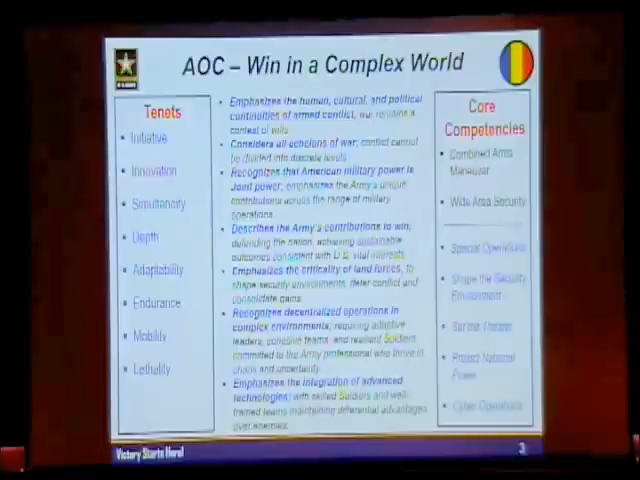 AOC – Win in a Complex World
Tenets
• Initiative
• Innovation
• Simultaneity
• Depth
• Adaptability
• Endurance
• Mobility
• Lethality
• Emphasizes the human, cultural, and political
continuities of armed conflict, war remains a
contest of wills
• Considers all echelons of war; conflict cannot
be divided into discrete levels
• Recognizes that American military power is
Joint power; emphasizes the Army's unique
contributions across the range of military
operations
• Describes the Army's contributions to win;
defending the nation, achieving sustainable
outcomes consistent with U.S. vital interests
• Emphasizes the criticality of land forces, to
shape security environments, deter conflict and
consolidate gains
• Recognizes decentralized operations in
complex environments; requiring adaptive
leaders, cohesive teams, and resilient Soldiers
committed to the Army professional who thrive in
chaos and uncertainty
• Emphasizes the integration of advanced
technologies; with skilled Soldiers and well-
trained teams maintaining differential advantages
over enemies
Core
Competencies
• Combined Arms
Maneuver
• Wide Area Security
• Special Operations
• Shape the Security
Environment
• Set the Theater
• Project National
Power
• Cyber Operations
Victory Starts Here!
3